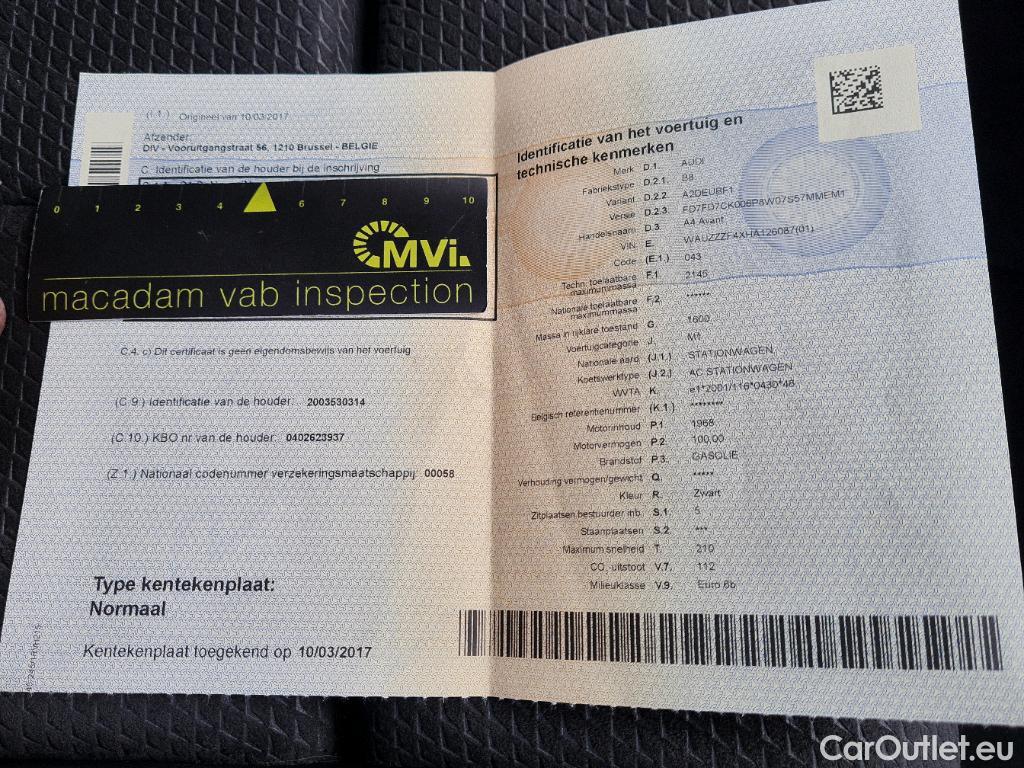 (I.1.) Origineel van 10/03/2017
Afzender:
DIV - Vooruitgangstraat 56, 1210 Brussel - BELGIE
C. Identificatie van de houder bij de inschrijving
0 1 2 3 4 6 7 8 9 10
MVi.
macadam vab inspection
C.4. c) Dit certificaat is geen eigendomsbewijs van het voertuig
(C.9.) Identificatie van de houder: 2003530314
(C.10.) KBO nr van de houder: 0402623937
(Z.1.) Nationaal codenummer verzekeringsmaatschappij: 00058
Type kentekenplaat:
Normaal
Kentekenplaat toegekend op 10/03/2017
Identificatie van het voertuig en
technische kenmerken
Merk D.1. AUDI
Fabriekstype D.2.1. B8
Variant D.2.2. A2DEUBF1
Versie D.2.3. FD7FD7CK006P8W07S57MMEM1
Handelsnaam D.3. A4 Avant
VIN E. WAUZZZF4XHA126087(01)
Code (E.1.) 043
Techn. toelaatbare
maximummassa F.1. 2145
Nationale toelaatbare
maximummassa F.2. ******
Massa in rijklare toestand G. 1600
Voertuigcategorie J. M1
Nationale aard (J.1.) STATIONWAGEN
Koetswerktype (J.2.) AC STATIONWAGEN
WVTA K. e1*2001/116*0430*48
Belgisch referentienummer (K.1.) ********
Motorinhoud P.1. 1968
Motorvermogen P.2. 100,00
Brandstof P.3. GASOLIE
Verhouding vermogen/gewicht Q. *****
Kleur R. Zwart
Zitplaatsen bestuurder inb. S.1. 5
Staanplaatsen S.2. ***
Maximum snelheid T. 210
CO₂-uitstoot V.7. 112
Milieuklasse V.9. Euro 6b
CarOutlet.eu